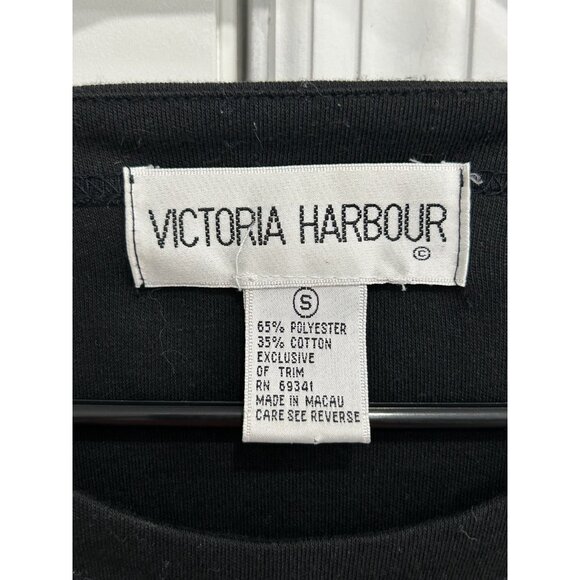 VICTORIA HARBOUR
©
S
65% POLYESTER
35% COTTON
EXCLUSIVE
OF TRIM
RN 69341
MADE IN MACAU
CARE SEE REVERSE